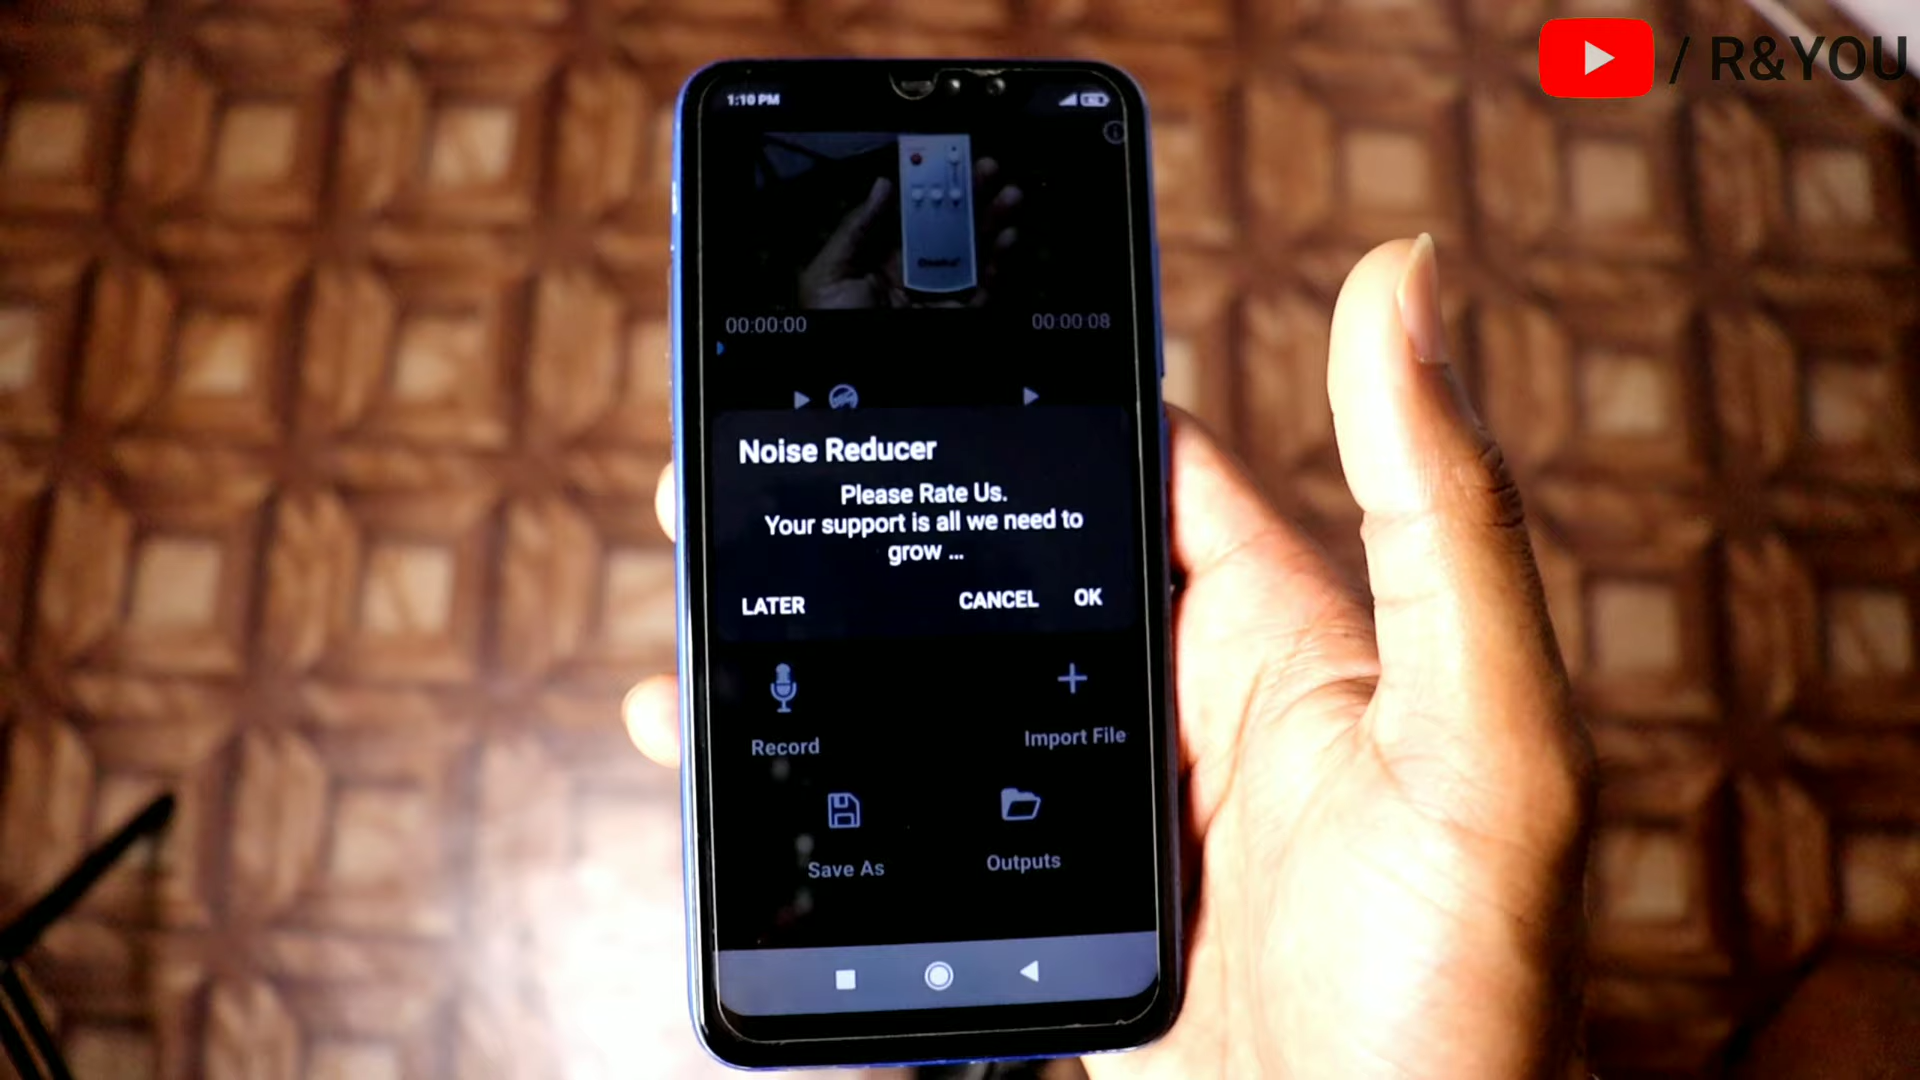 / R&YOU
1:10 PM
00:00:00
00:00:08
Noise Reducer
Please Rate Us.
Your support is all we need to
grow ...
LATER
CANCEL
OK
Record
Import File
Save As
Outputs